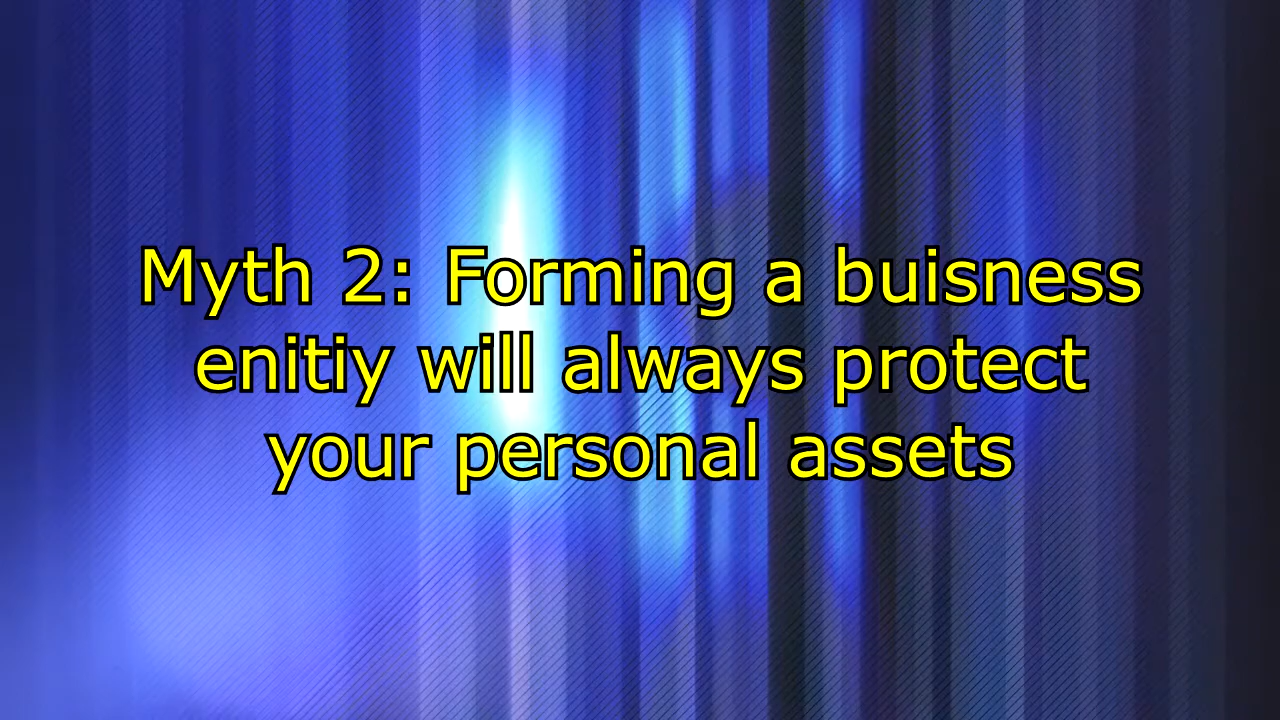 Myth 2: Forming a buisness
enitiy will always protect
your personal assets